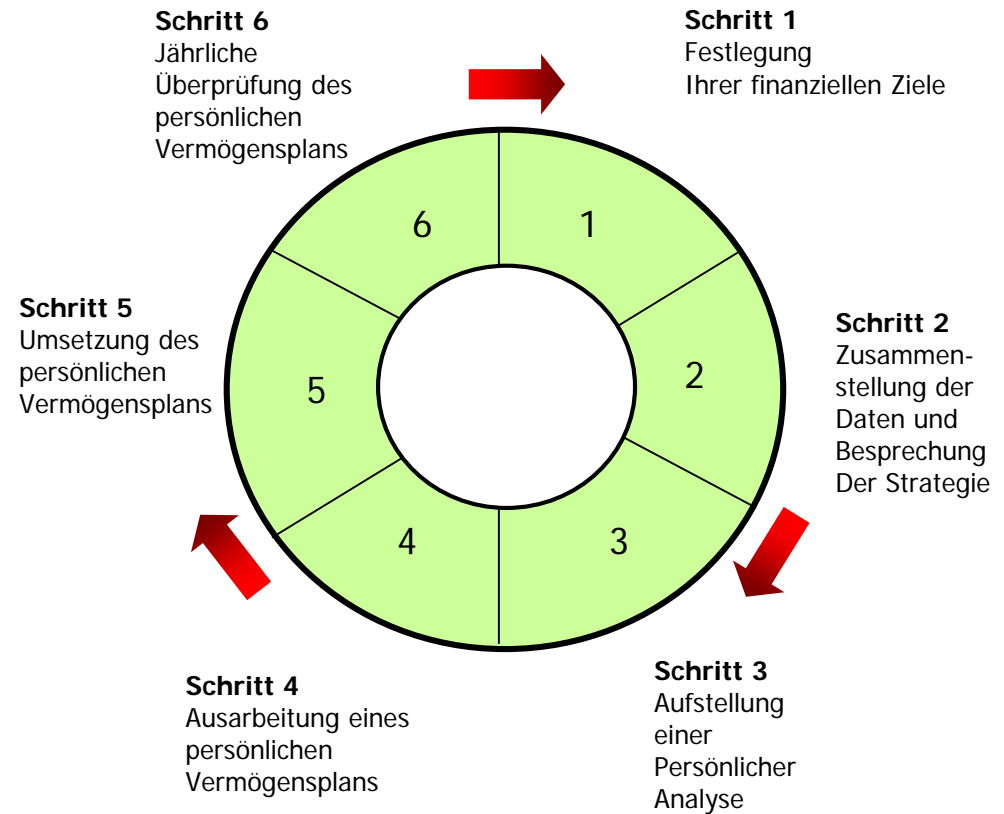 Schritt 6
Jährliche
Überprüfung des
persönlichen
Vermögensplans
Schritt 1
Festlegung
Ihrer finanziellen Ziele
6
1
Schritt 5
Umsetzung des
persönlichen
Vermögensplans
5
2
Schritt 2
Zusammen-
stellung der
Daten und
Besprechung
Der Strategie
4
3
Schritt 4
Ausarbeitung eines
persönlichen
Vermögensplans
Schritt 3
Aufstellung
einer
Persönlicher
Analyse